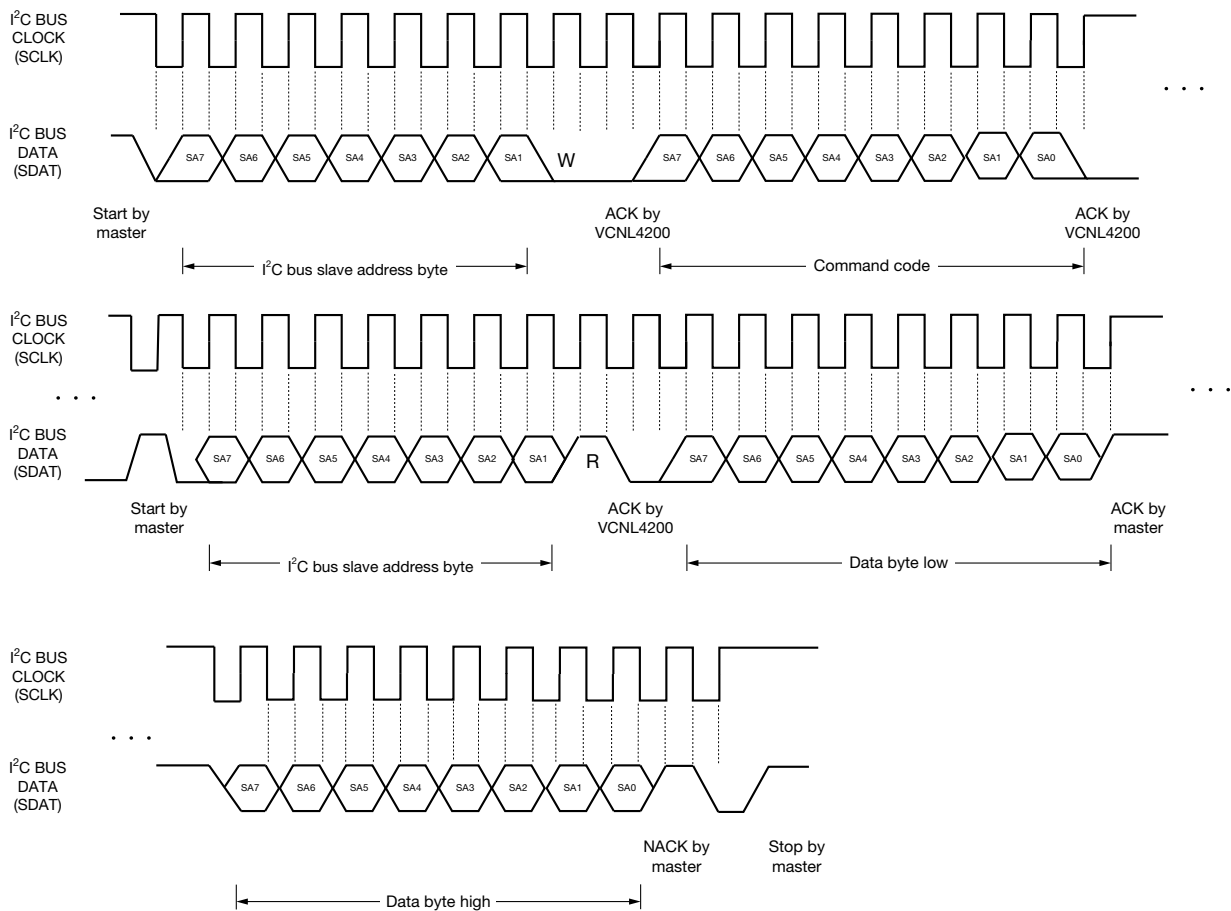 I²C BUS
CLOCK
(SCLK)
. . .
I²C BUS
DATA
(SDAT)
SA7 SA6 SA5 SA4 SA3 SA2 SA1 W SA7 SA6 SA5 SA4 SA3 SA2 SA1 SA0
Start by
master
ACK by
VCNL4200
ACK by
VCNL4200
I²C bus slave address byte
Command code
I²C BUS
CLOCK
(SCLK)
. . .
. . .
I²C BUS
DATA
(SDAT)
SA7 SA6 SA5 SA4 SA3 SA2 SA1 R SA7 SA6 SA5 SA4 SA3 SA2 SA1 SA0
Start by
master
ACK by
VCNL4200
ACK by
master
I²C bus slave address byte
Data byte low
I²C BUS
CLOCK
(SCLK)
. . .
I²C BUS
DATA
(SDAT)
SA7 SA6 SA5 SA4 SA3 SA2 SA1 SA0
NACK by
master
Stop by
master
Data byte high